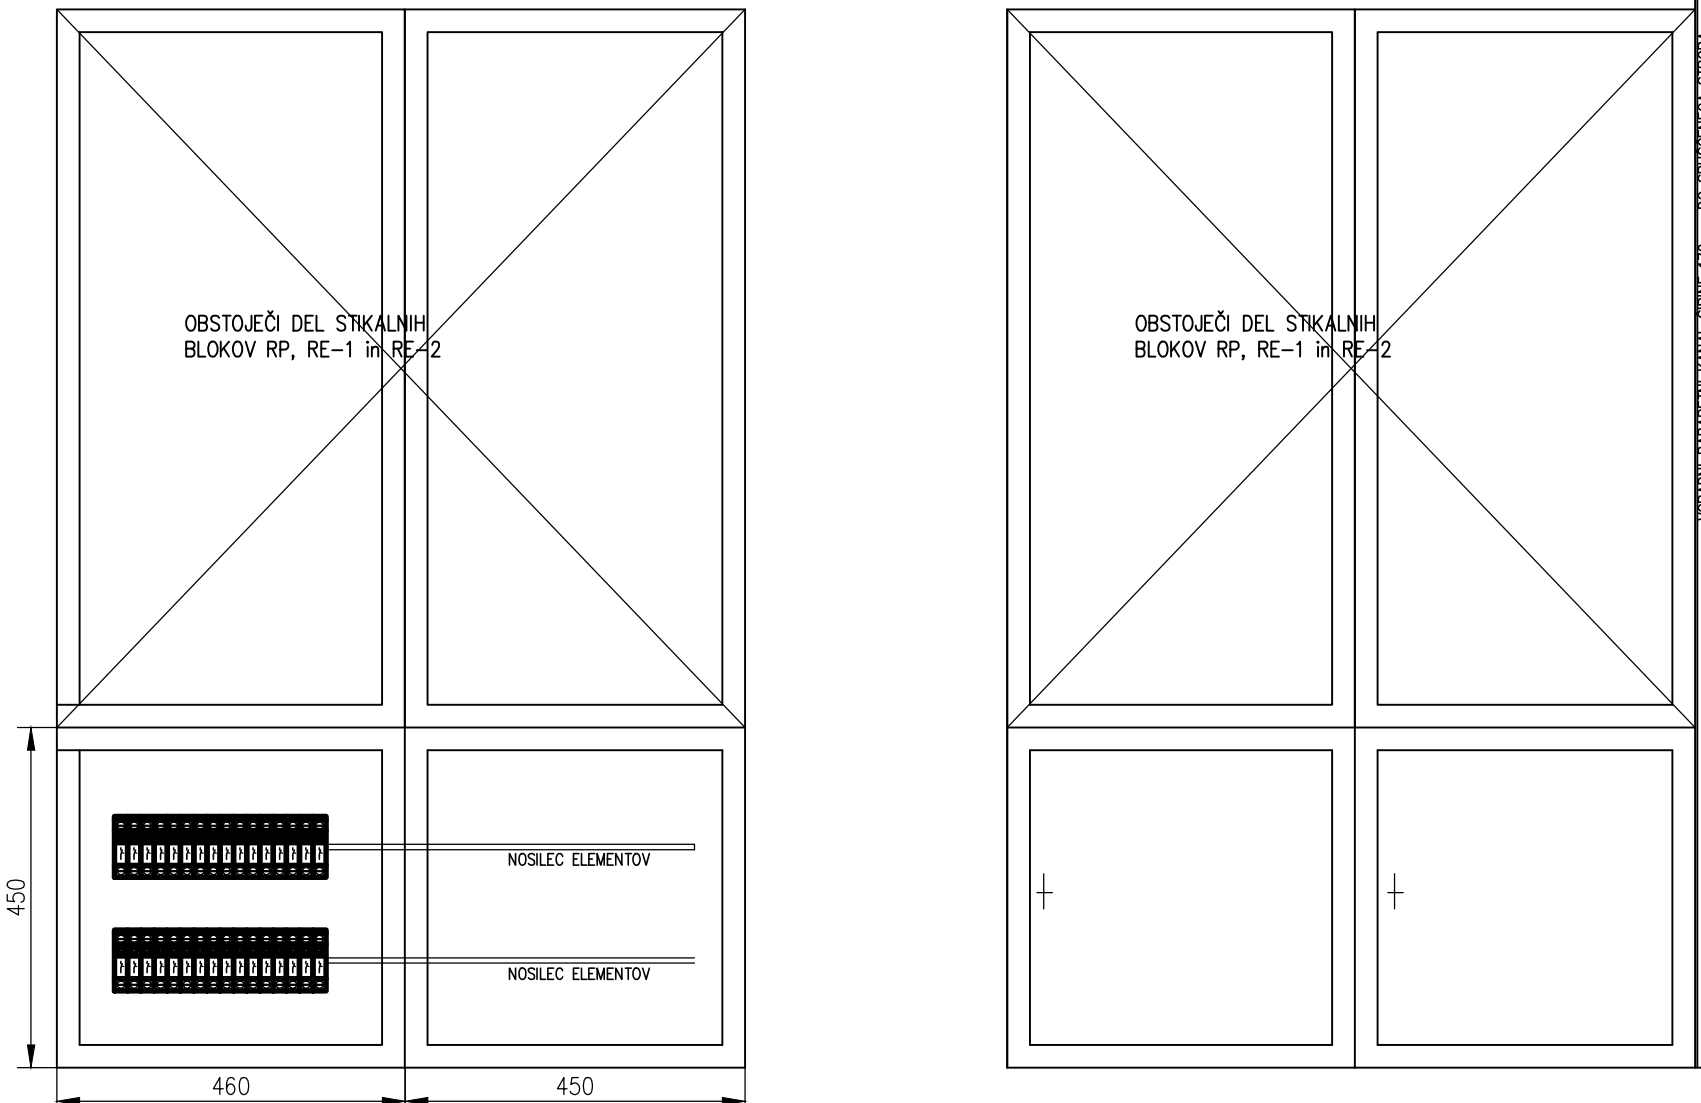 OBSTOJEČI DEL STIKALNIH
BLOKOV RP, RE-1 in RE-2
OBSTOJEČI DEL STIKALNIH
BLOKOV RP, RE-1 in RE-2
NOSILEC ELEMENTOV
NOSILEC ELEMENTOV
450
460
450